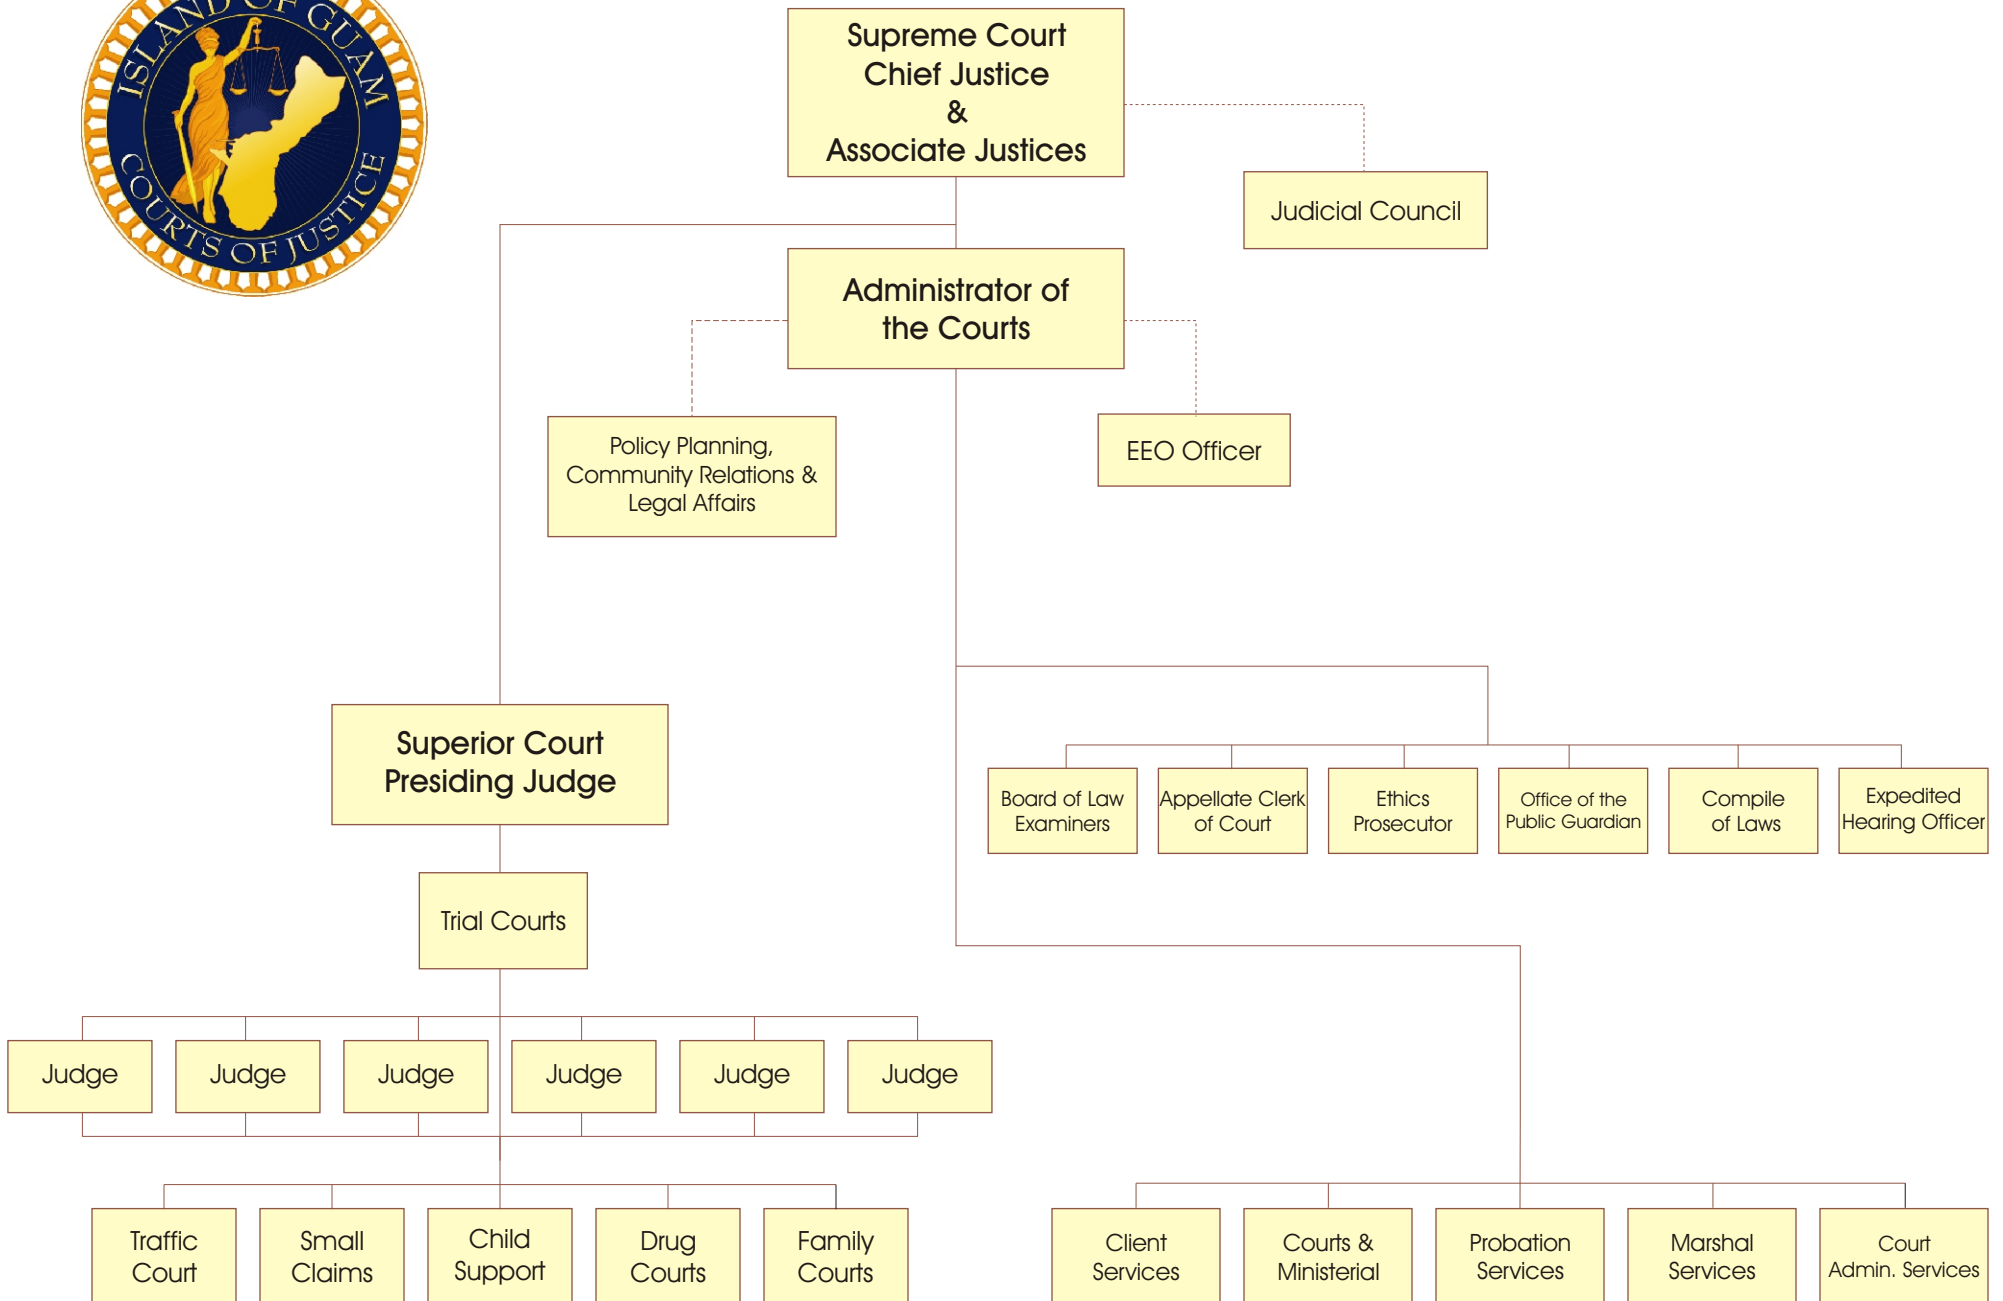 ISLAND OF GUAM
COURTS OF JUSTICE
Supreme Court
Chief Justice
&
Associate Justices
Judicial Council
Administrator of
the Courts
Policy Planning,
Community Relations &
Legal Affairs
EEO Officer
Superior Court
Presiding Judge
Board of Law
Examiners
Appellate Clerk
of Court
Ethics
Prosecutor
Office of the
Public Guardian
Compile
of Laws
Expedited
Hearing Officer
Trial Courts
Judge
Judge
Judge
Judge
Judge
Judge
Traffic
Court
Small
Claims
Child
Support
Drug
Courts
Family
Courts
Client
Services
Courts &
Ministerial
Probation
Services
Marshal
Services
Court
Admin. Services